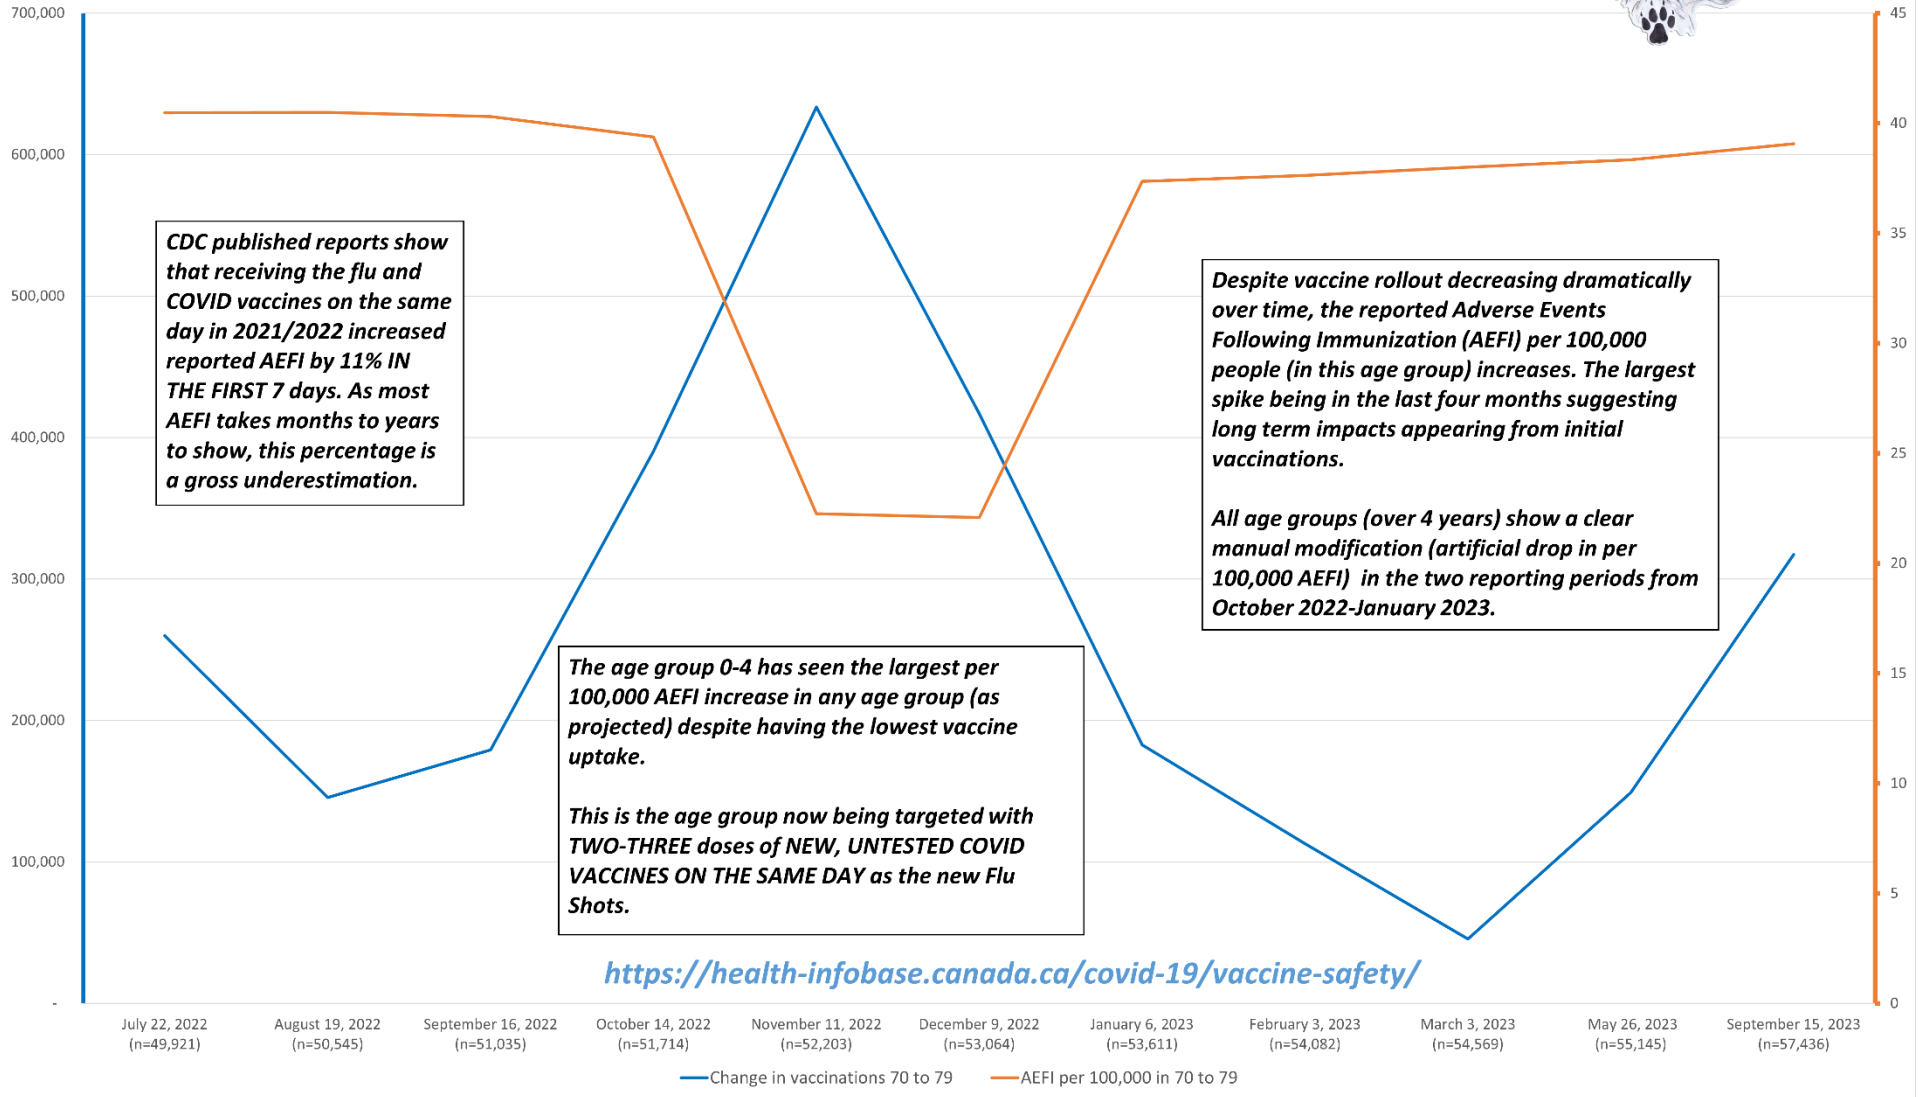 700,000
600,000
500,000
400,000
300,000
200,000
100,000
-
45
40
35
30
25
20
15
10
5
0
CDC published reports show
that receiving the flu and
COVID vaccines on the same
day in 2021/2022 increased
reported AEFI by 11% IN
THE FIRST 7 days. As most
AEFI takes months to years
to show, this percentage is
a gross underestimation.
Despite vaccine rollout decreasing dramatically
over time, the reported Adverse Events
Following Immunization (AEFI) per 100,000
people (in this age group) increases. The largest
spike being in the last four months suggesting
long term impacts appearing from initial
vaccinations.
All age groups (over 4 years) show a clear
manual modification (artificial drop in per
100,000 AEFI) in the two reporting periods from
October 2022-January 2023.
The age group 0-4 has seen the largest per
100,000 AEFI increase in any age group (as
projected) despite having the lowest vaccine
uptake.
This is the age group now being targeted with
TWO-THREE doses of NEW, UNTESTED COVID
VACCINES ON THE SAME DAY as the new Flu
Shots.
https://health-infobase.canada.ca/covid-19/vaccine-safety/
July 22, 2022
(n=49,921)
August 19, 2022
(n=50,545)
September 16, 2022
(n=51,035)
October 14, 2022
(n=51,714)
November 11, 2022
(n=52,203)
December 9, 2022
(n=53,064)
January 6, 2023
(n=53,611)
February 3, 2023
(n=54,082)
March 3, 2023
(n=54,569)
May 26, 2023
(n=55,145)
September 15, 2023
(n=57,436)
Change in vaccinations 70 to 79
AEFI per 100,000 in 70 to 79